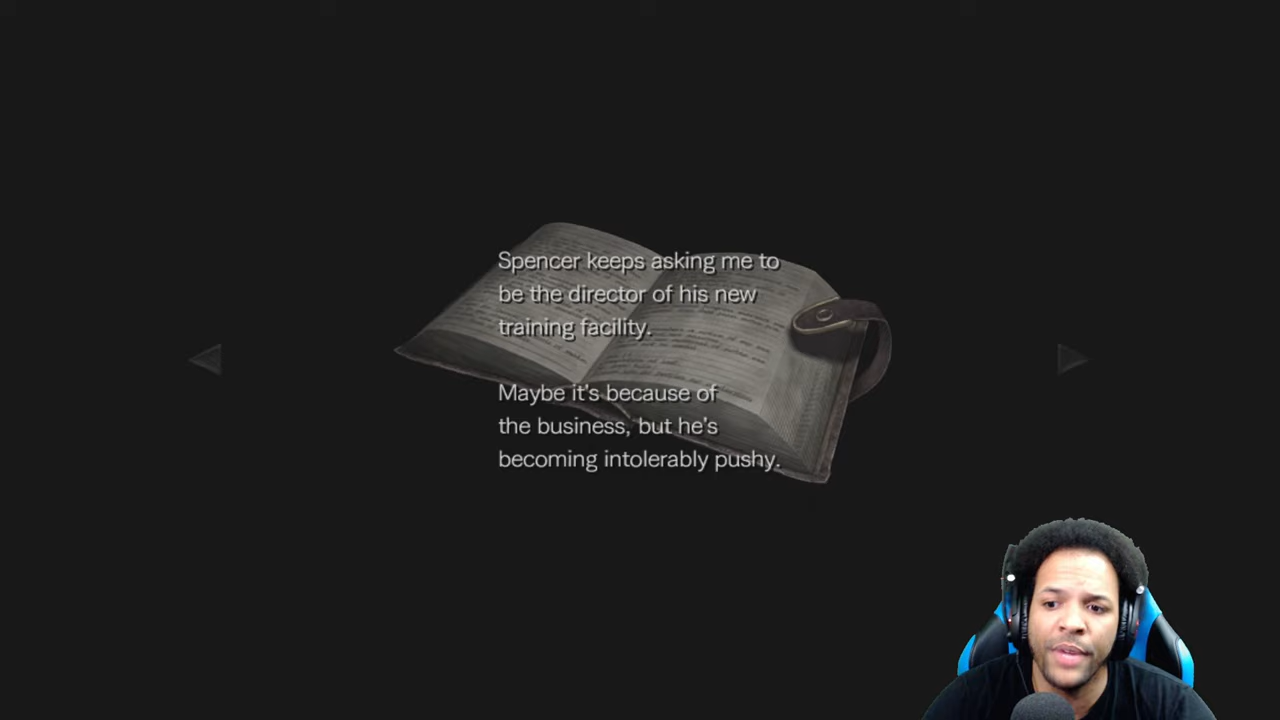 Spencer keeps asking me to
be the director of his new
training facility.
Maybe it's because of
the business, but he's
becoming intolerably pushy.